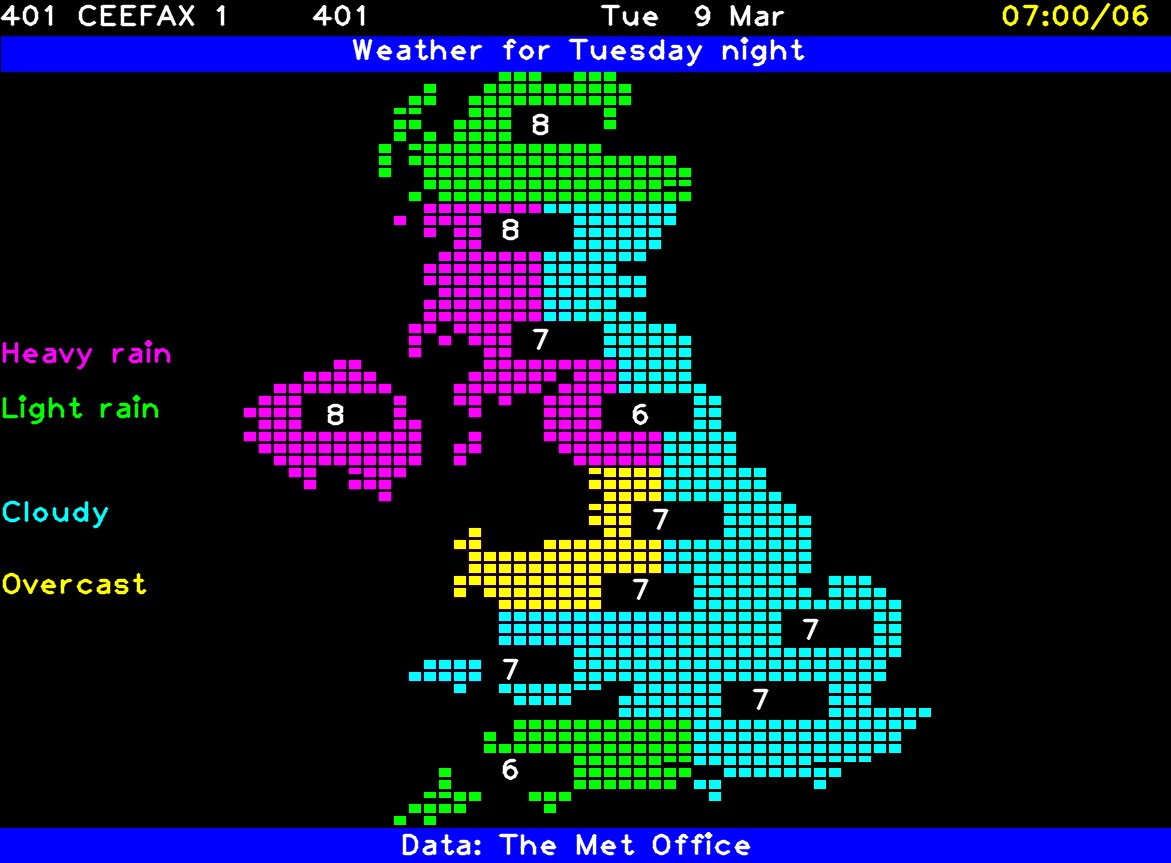 401 CEEFAX 1 401 Tue 9 Mar 07:00/06
Weather for Tuesday night
8
8
7
Heavy rain
Light rain 8 6
Cloudy 7
Overcast 7
7
7
7
6
Data: The Met Office